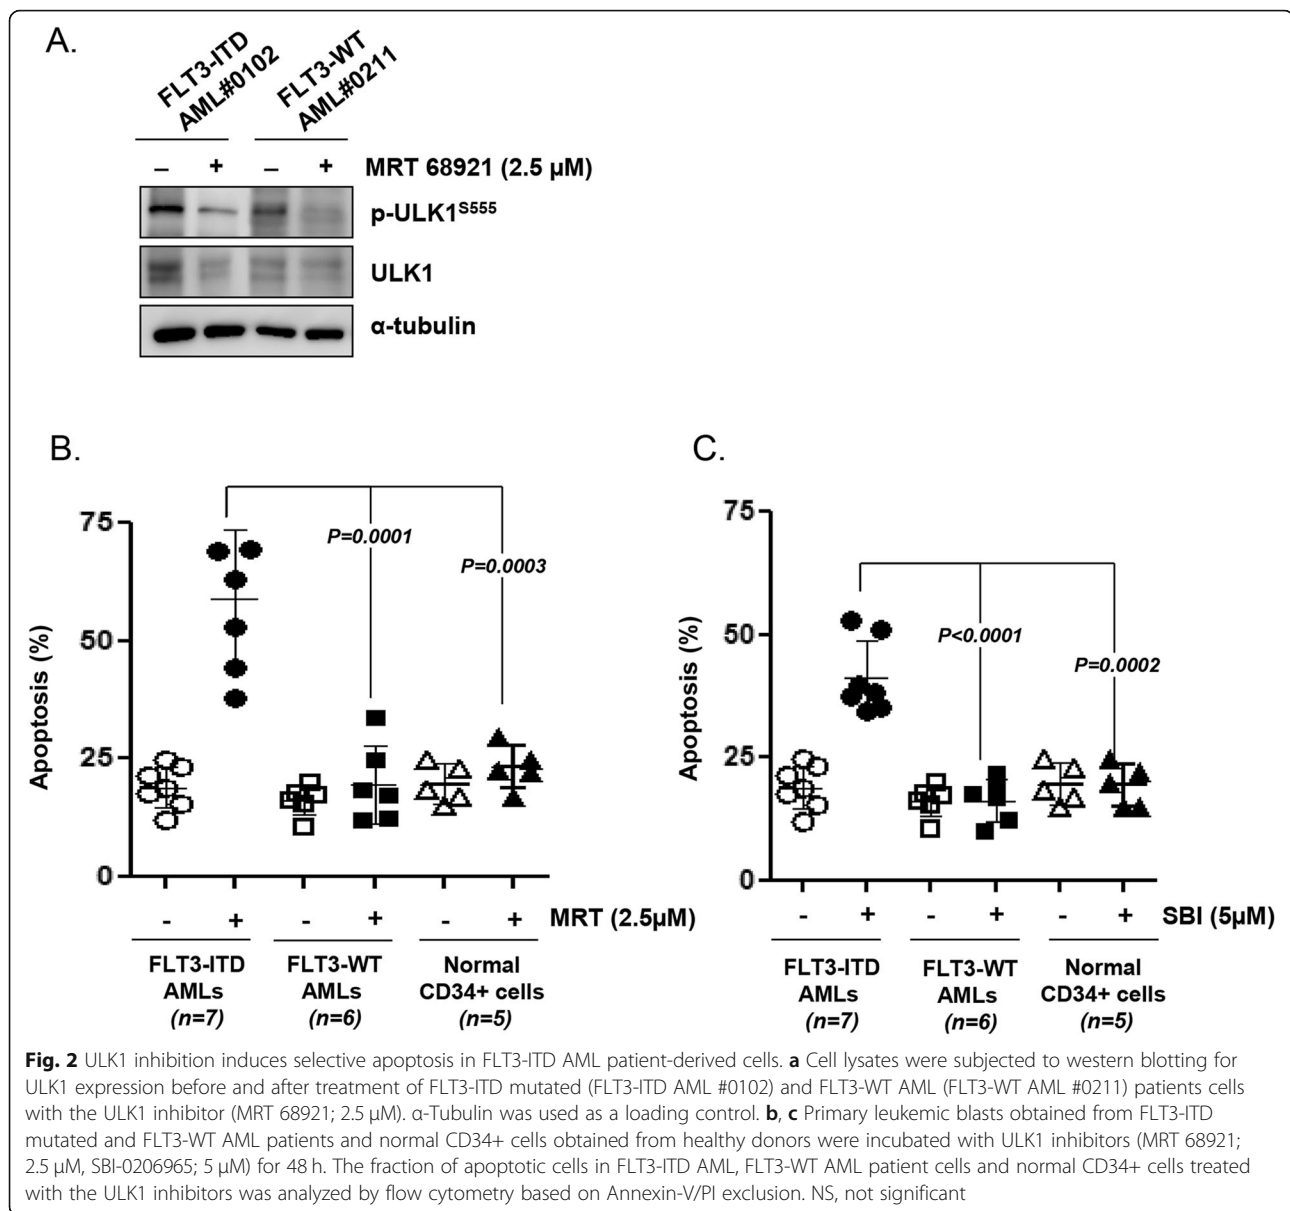 A.
FLT3-ITD
AML#0102
FLT3-WT
AML#0211
– + – + MRT 68921 (2.5 µM)
p-ULK1S555
ULK1
α-tubulin
B.
75
50
25
0
Apoptosis (%)
P=0.0001
P=0.0003
- + - + - + MRT (2.5µM)
FLT3-ITD
AMLs
(n=7)
FLT3-WT
AMLs
(n=6)
Normal
CD34+ cells
(n=5)
C.
75
50
25
0
Apoptosis (%)
P<0.0001
P=0.0002
- + - + - + SBI (5µM)
FLT3-ITD
AMLs
(n=7)
FLT3-WT
AMLs
(n=6)
Normal
CD34+ cells
(n=5)
Fig. 2 ULK1 inhibition induces selective apoptosis in FLT3-ITD AML patient-derived cells. a Cell lysates were subjected to western blotting for
ULK1 expression before and after treatment of FLT3-ITD mutated (FLT3-ITD AML #0102) and FLT3-WT AML (FLT3-WT AML #0211) patients cells
with the ULK1 inhibitor (MRT 68921; 2.5 µM). α-Tubulin was used as a loading control. b, c Primary leukemic blasts obtained from FLT3-ITD
mutated and FLT3-WT AML patients and normal CD34+ cells obtained from healthy donors were incubated with ULK1 inhibitors (MRT 68921;
2.5 µM, SBI-0206965; 5 µM) for 48 h. The fraction of apoptotic cells in FLT3-ITD AML, FLT3-WT AML patient cells and normal CD34+ cells treated
with the ULK1 inhibitors was analyzed by flow cytometry based on Annexin-V/PI exclusion. NS, not significant